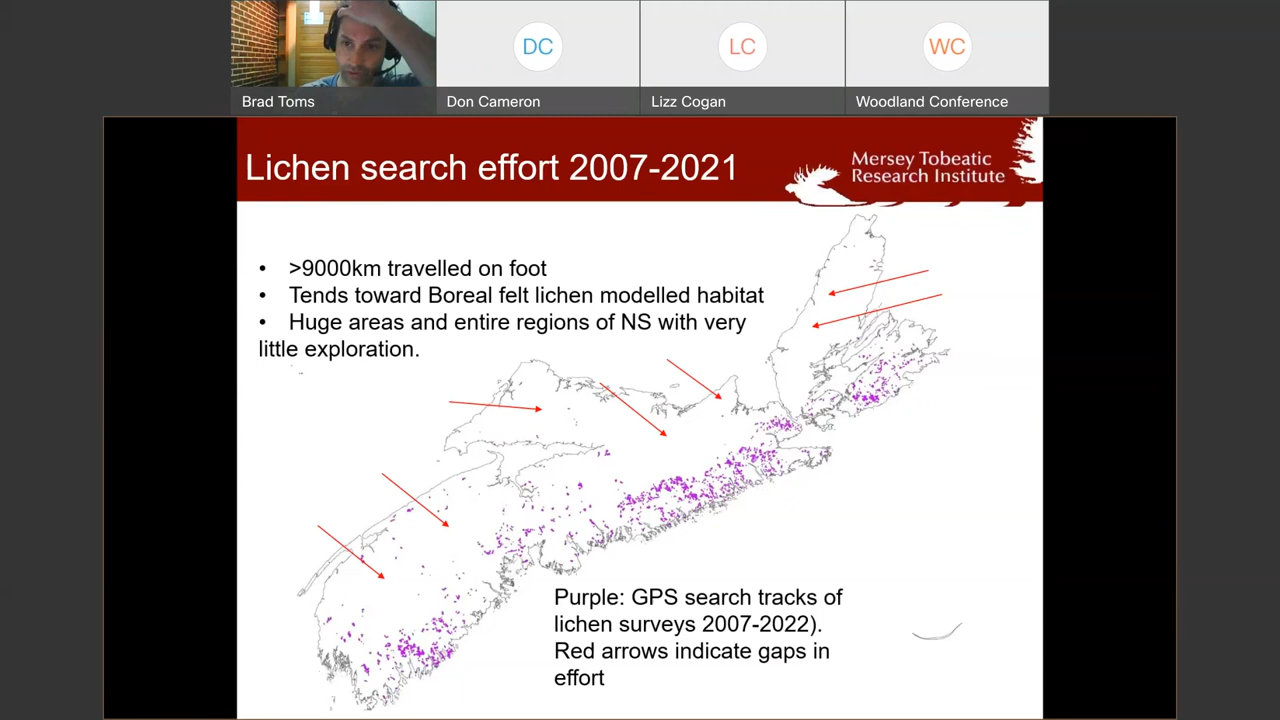 DC
LC
WC
Brad Toms
Don Cameron
Lizz Cogan
Woodland Conference
Lichen search effort 2007-2021
Mersey Tobeatic
Research Institute
• >9000km travelled on foot
• Tends toward Boreal felt lichen modelled habitat
• Huge areas and entire regions of NS with very
little exploration.
Purple: GPS search tracks of
lichen surveys 2007-2022).
Red arrows indicate gaps in
effort